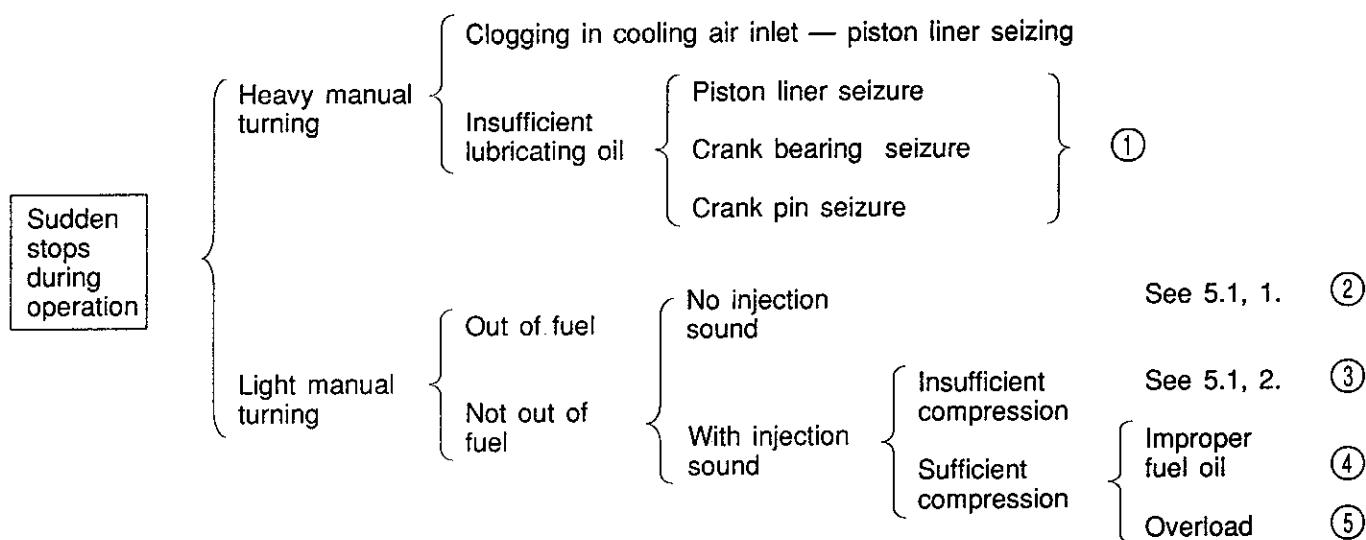 Clogging in cooling air inlet — piston liner seizing
Heavy manual
turning
Insufficient
lubricating oil
Piston liner seizure
Crank bearing seizure
Crank pin seizure
①
Sudden
stops
during
operation
Light manual
turning
Out of fuel
Not out of
fuel
No injection
sound
See 5.1, 1. ②
With injection
sound
Insufficient
compression
See 5.1, 2. ③
Sufficient
compression
Improper
fuel oil ④
Overload ⑤